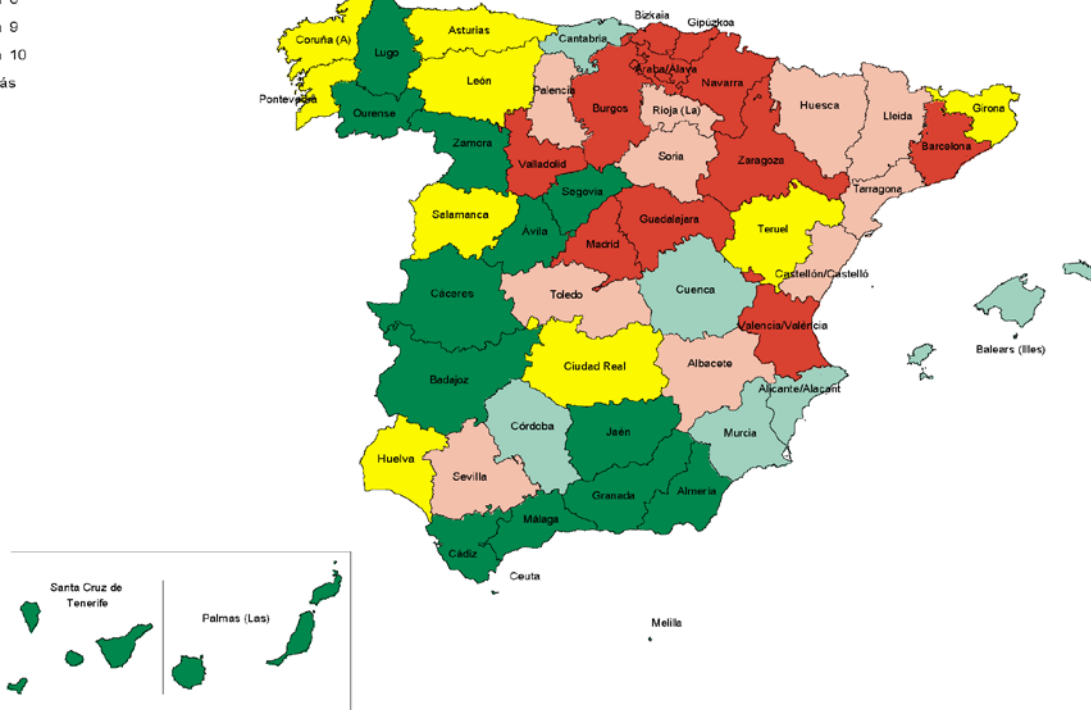 9
10
ás
Bizkaia
Gipúzkoa
Coruña (A)
Lugo
Asturias
Cantabria
Araba/Álava
Navarra
Pontevedra
Ourense
León
Palencia
Burgos
Rioja (La)
Huesca
Lleida
Girona
Barcelona
Zamora
Valladolid
Soria
Zaragoza
Segovia
Tarragona
Salamanca
Ávila
Madrid
Guadalajara
Teruel
Castellón/Castelló
Cáceres
Toledo
Cuenca
Valencia/València
Balears (Illes)
Badajoz
Ciudad Real
Albacete
Alicante/Alacant
Córdoba
Jaén
Murcia
Huelva
Sevilla
Granada
Almería
Málaga
Cádiz
Ceuta
Melilla
Santa Cruz de
Tenerife
Palmas (Las)